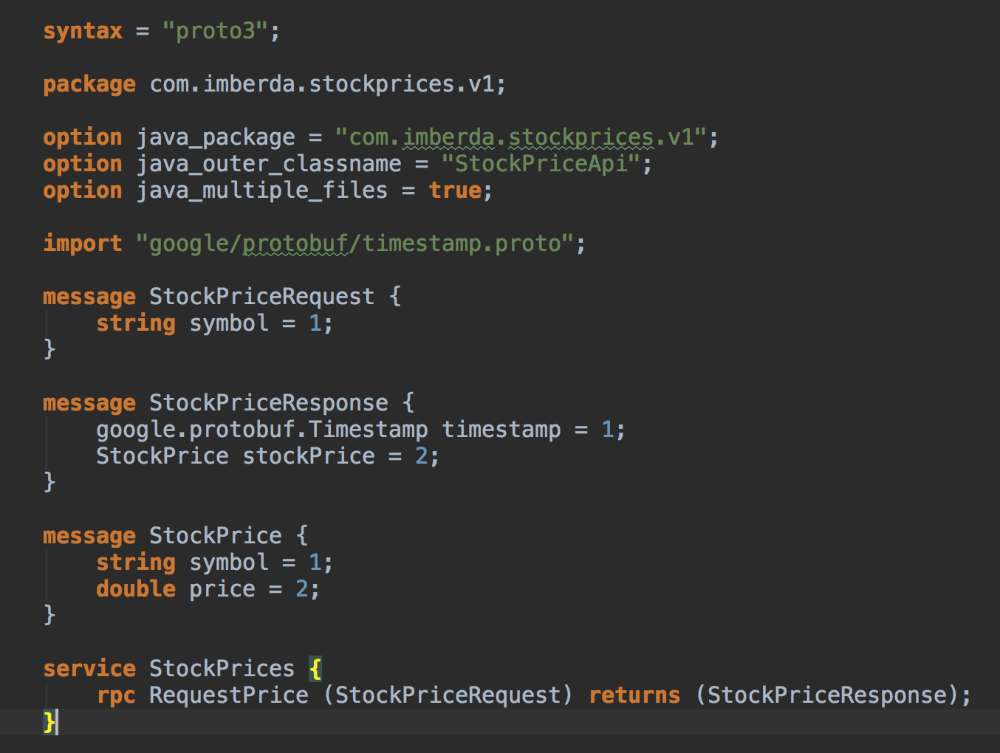 syntax = "proto3";
package com.imberda.stockprices.v1;
option java_package = "com.imberda.stockprices.v1";
option java_outer_classname = "StockPriceApi";
option java_multiple_files = true;
import "google/protobuf/timestamp.proto";
message StockPriceRequest {
    string symbol = 1;
}
message StockPriceResponse {
    google.protobuf.Timestamp timestamp = 1;
    StockPrice stockPrice = 2;
}
message StockPrice {
    string symbol = 1;
    double price = 2;
}
service StockPrices {
    rpc RequestPrice (StockPriceRequest) returns (StockPriceResponse);
}